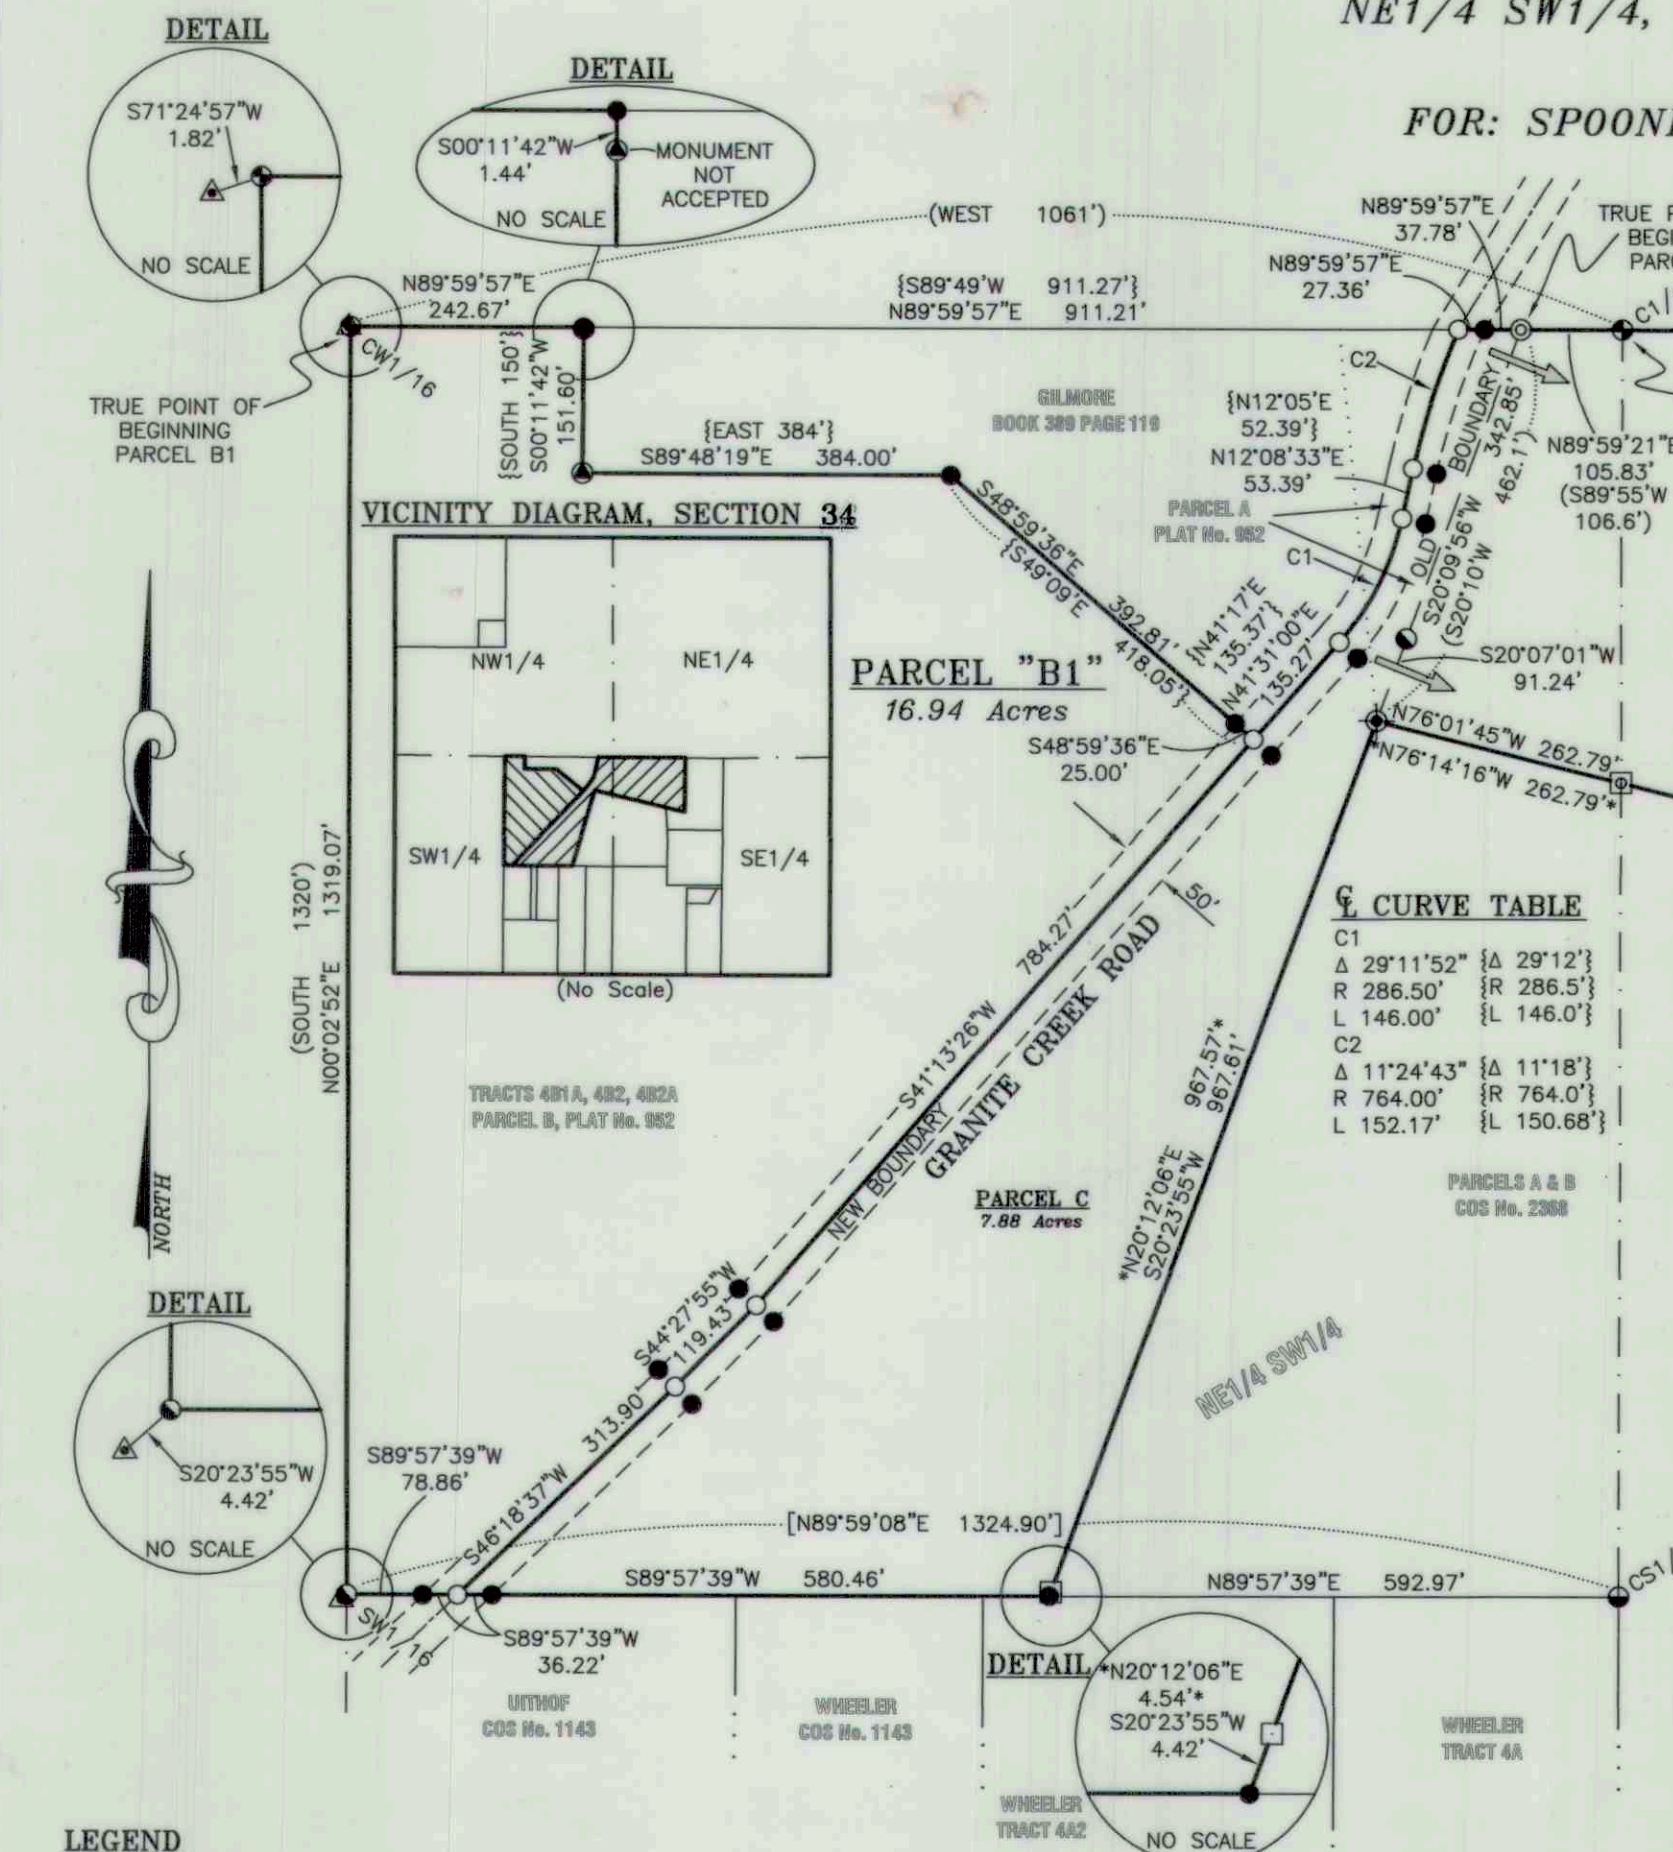 NE1/4 SW1/4,
FOR:
DETAIL
S71°24'57"W
1.82'
NO SCALE
DETAIL
S00°11'42"W
1.44'
MONUMENT
NOT
ACCEPTED
NO SCALE
(WEST 1061')
N89°59'57"E
37.78'
TRUE
N89°59'57"E
27.36'
N89°59'57"E
242.67'
{S89°49'W 911.27'}
N89°59'57"E 911.21'
CW1/16
TRUE POINT OF
BEGINNING
PARCEL B1
{SOUTH 150'}
S00°11'42"W
151.60'
{EAST 384'}
S89°48'19"E 384.00'
GILMORE
BOOK 389 PAGE 119
C2
{N12°05'E
52.39'}
N12°08'33"E
53.39'
OLD BOUNDARY
S20°09'56"W 342.85'
(S20°10'W 462.1')
N89°59'21"E
105.83'
(S89°55'W
106.6')
PARCEL A
PLAT No. 952
C1
S48°59'36"E 392.81'
{S49°09'E 418.05'}
{N41°17'E
135.37'}
N41°31'00"E
135.27'
S20°07'01"W
91.24'
VICINITY DIAGRAM, SECTION 34
NW1/4
NE1/4
SW1/4
SE1/4
(No Scale)
PARCEL "B1"
16.94 Acres
S48°59'36"E
25.00'
N76°01'45"W 262.79'
*N76°14'16"W 262.79'*
50'
(SOUTH 1320')
N00°02'52"E 1319.07'
S41°13'26"W 784.27'
NEW BOUNDARY
GRANITE CREEK ROAD
℄ CURVE TABLE
C1
Δ 29°11'52" {Δ 29°12'}
R 286.50' {R 286.5'}
L 146.00' {L 146.0'}
C2
Δ 11°24'43" {Δ 11°18'}
R 764.00' {R 764.0'}
L 152.17' {L 150.68'}
TRACTS 4B1A, 4B2, 4B2A
PARCEL B, PLAT No. 952
*N20°12'06"E 967.57'*
S20°23'55"W 967.61'
PARCEL C
7.88 Acres
PARCELS A & B
COS No. 2368
NORTH
S44°27'55"W
119.43'
NE1/4 SW1/4
DETAIL
S20°23'55"W
4.42'
NO SCALE
S89°57'39"W
78.86'
S46°18'37"W 313.90'
[N89°59'08"E 1324.90']
S89°57'39"W 580.46'
N89°57'39"E 592.97'
SW1/16
S89°57'39"W
36.22'
UITHOF
COS No. 1143
WHEELER
COS No. 1143
DETAIL
*N20°12'06"E
4.54'*
S20°23'55"W
4.42'
NO SCALE
WHEELER
TRACT 4A2
WHEELER
TRACT 4A
LEGEND